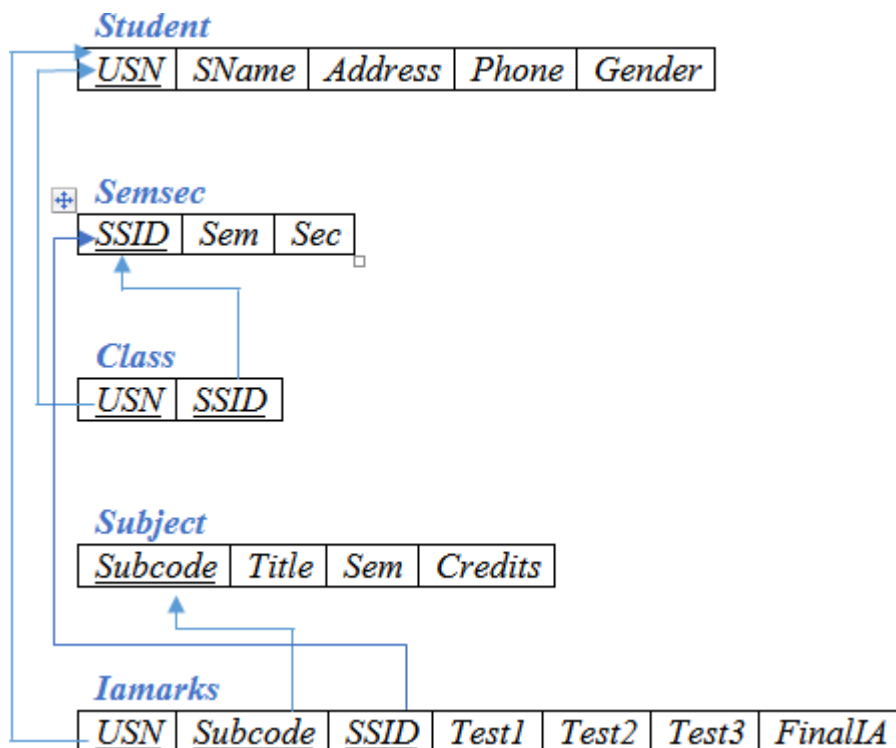 Student
USN SName Address Phone Gender
Semsec
SSID Sem Sec
Class
USN SSID
Subject
Subcode Title Sem Credits
Iamarks
USN Subcode SSID Test1 Test2 Test3 FinalIA